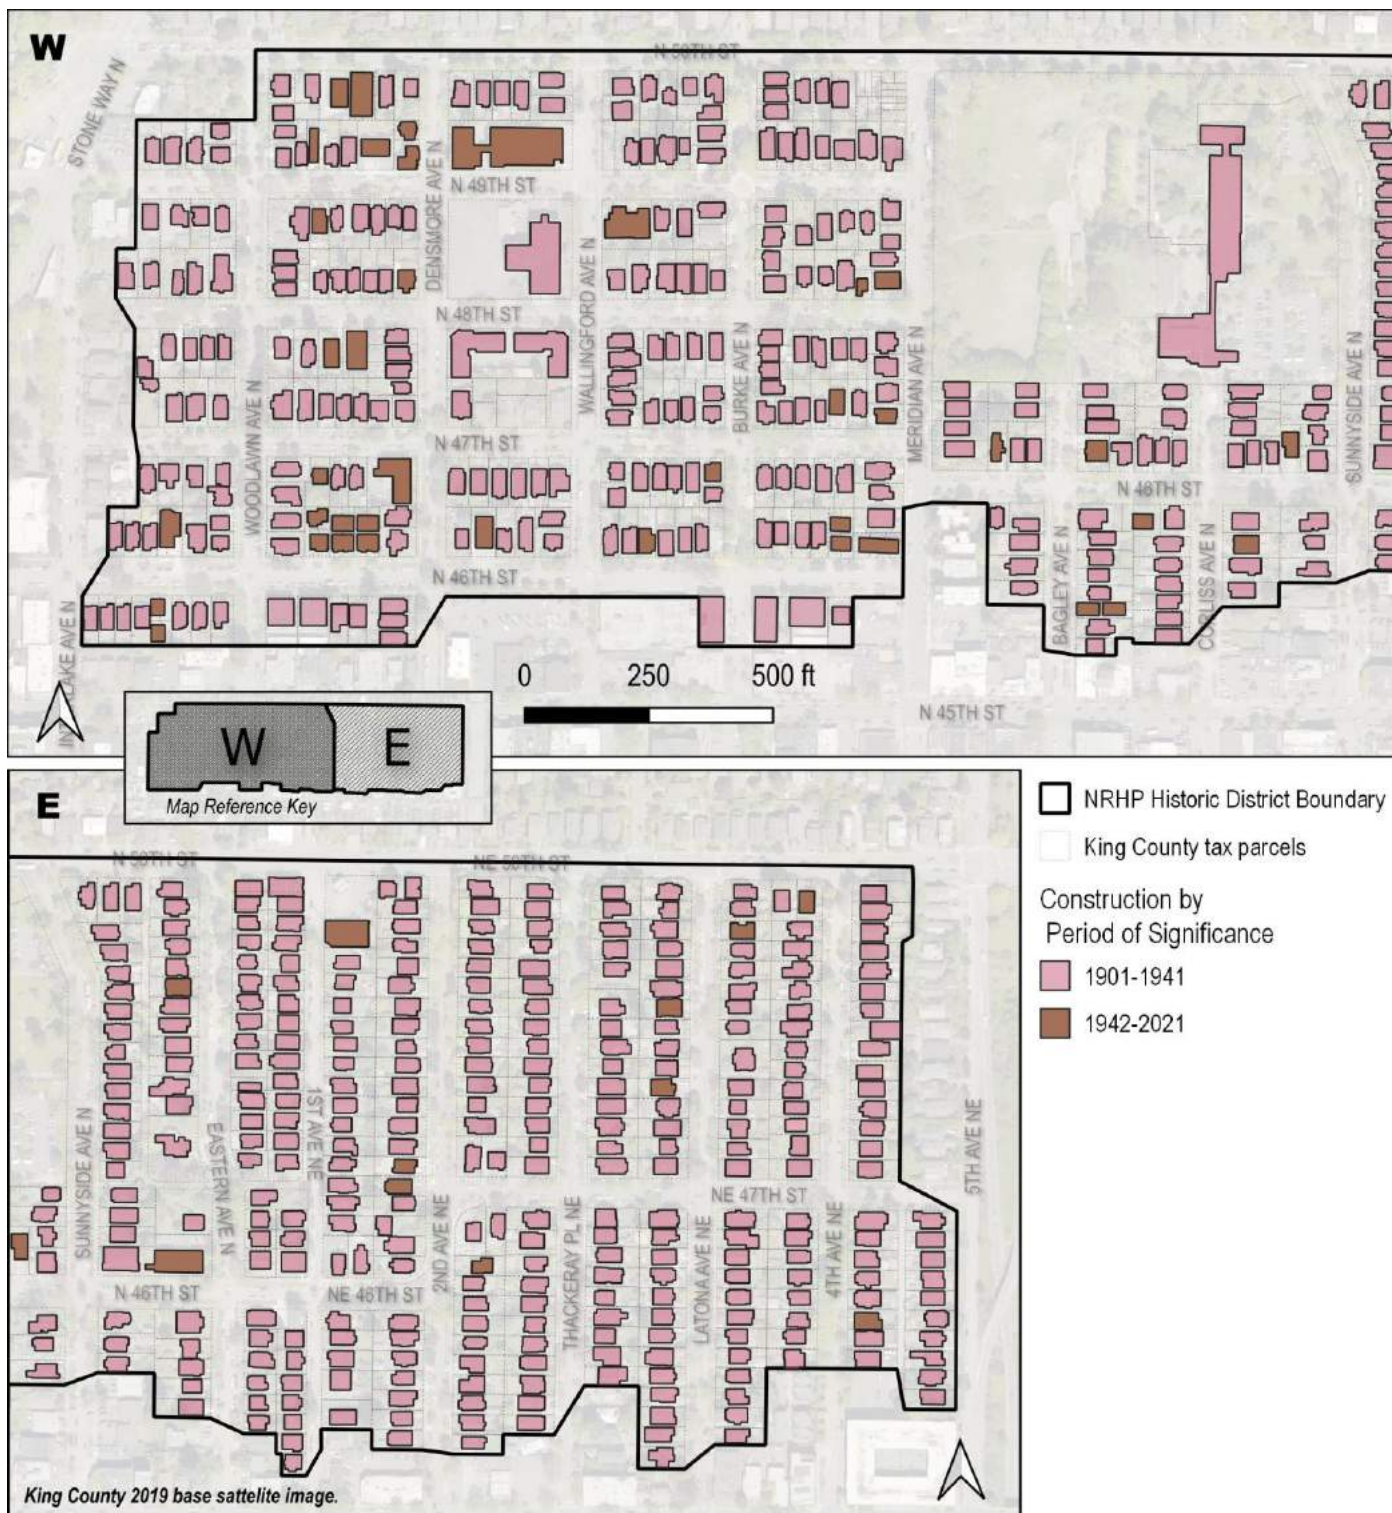 W
N 50TH ST
STONE WAY N
DENSMORE AVE N
N 49TH ST
WALLINGFORD AVE N
N 48TH ST
WOODLAWN AVE N
BURKE AVE N
MERIDIAN AVE N
SUNNYSIDE AVE N
N 47TH ST
N 46TH ST
N 46TH ST
BAGLEY AVE N
CORLISS AVE N
LAKE AVE N
0 250 500 ft
N 45TH ST
W E
Map Reference Key
E
NRHP Historic District Boundary
King County tax parcels
Construction by
Period of Significance
1901-1941
1942-2021
N 50TH ST
NE 50TH ST
SUNNYSIDE AVE N
EASTERN AVE N
1ST AVE NE
2ND AVE NE
THACKERAY PL NE
LATONA AVE NE
NE 47TH ST
4TH AVE NE
5TH AVE NE
N 46TH ST
NE 46TH ST
King County 2019 base sattelite image.